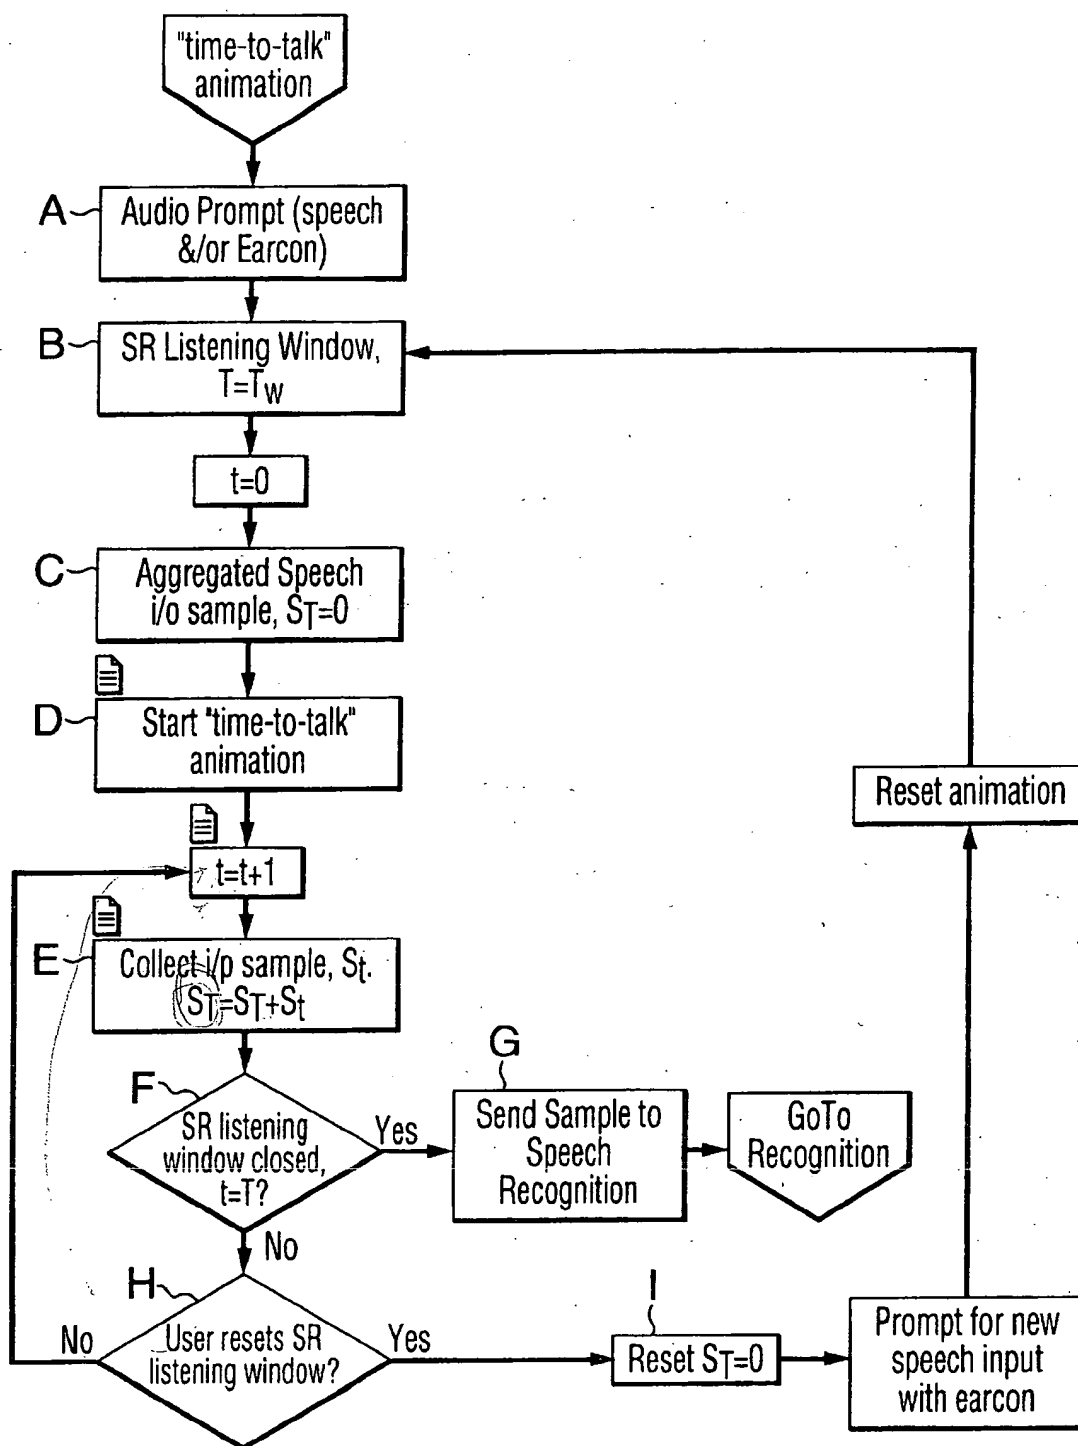 "time-to-talk"
animation
A
Audio Prompt (speech
&/or Earcon)
B
SR Listening Window,
T=Tw
t=0
C
Aggregated Speech
i/o sample, ST=0
D
Start "time-to-talk"
animation
t=t+1
E
Collect i/p sample, St.
ST=ST+St
F
SR listening
window closed,
t=T?
Yes
No
G
Send Sample to
Speech
Recognition
GoTo
Recognition
H
User resets SR
listening window?
No
Yes
I
Reset ST=0
Prompt for new
speech input
with earcon
Reset animation